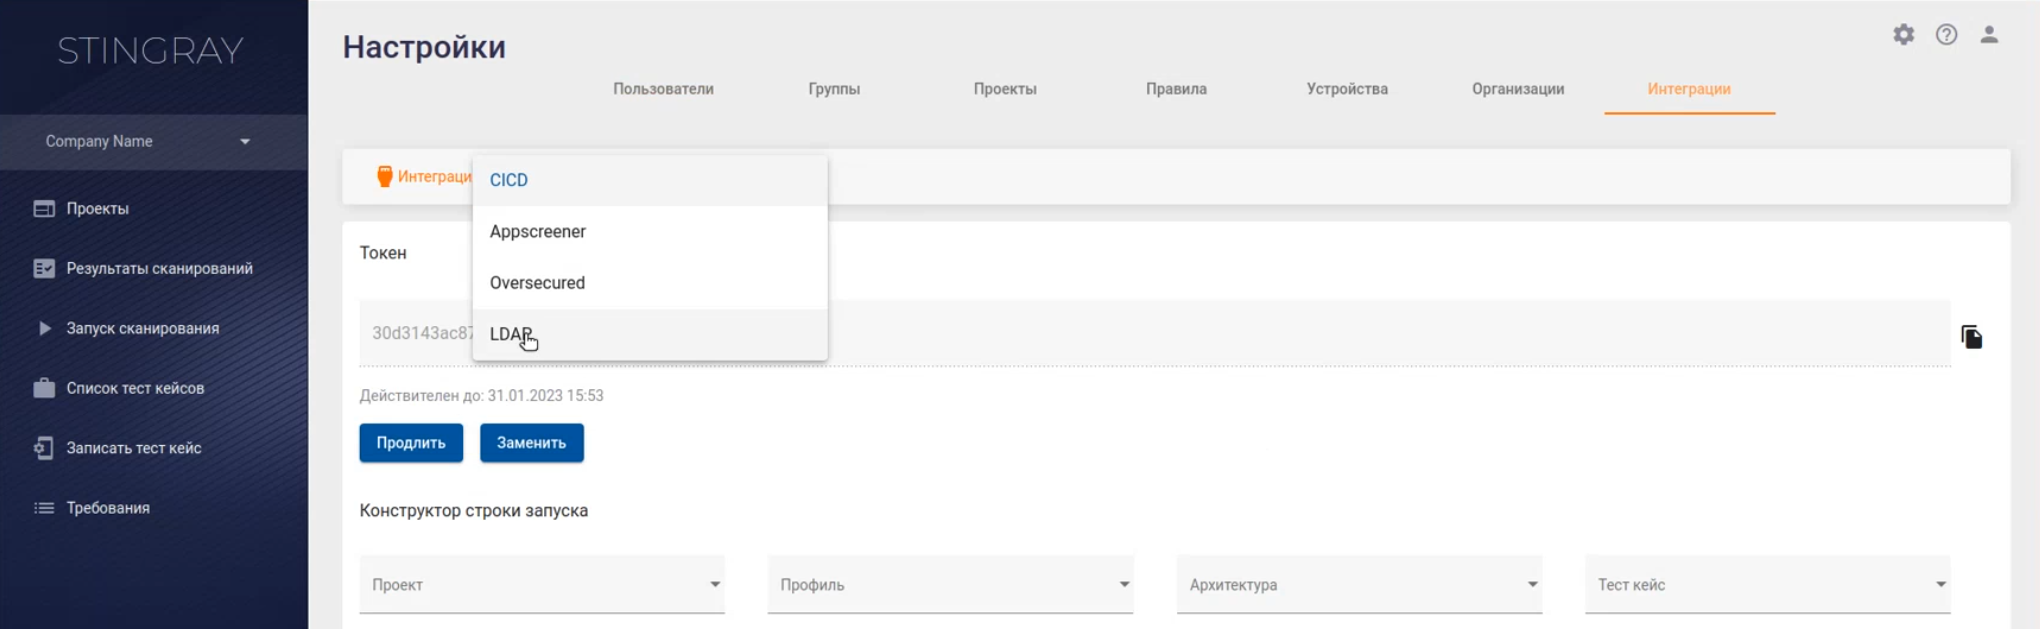 STINGRAY
Company Name
Проекты
Результаты сканирований
Запуск сканирования
Список тест кейсов
Записать тест кейс
Требования
Настройки
Пользователи Группы Проекты Правила Устройства Организации Интеграции
Интеграци
CICD
Appscreener
Oversecured
LDAP
Токен
30d3143ac87
Действителен до: 31.01.2023 15:53
Продлить Заменить
Конструктор строки запуска
Проект Профиль Архитектура Тест кейс